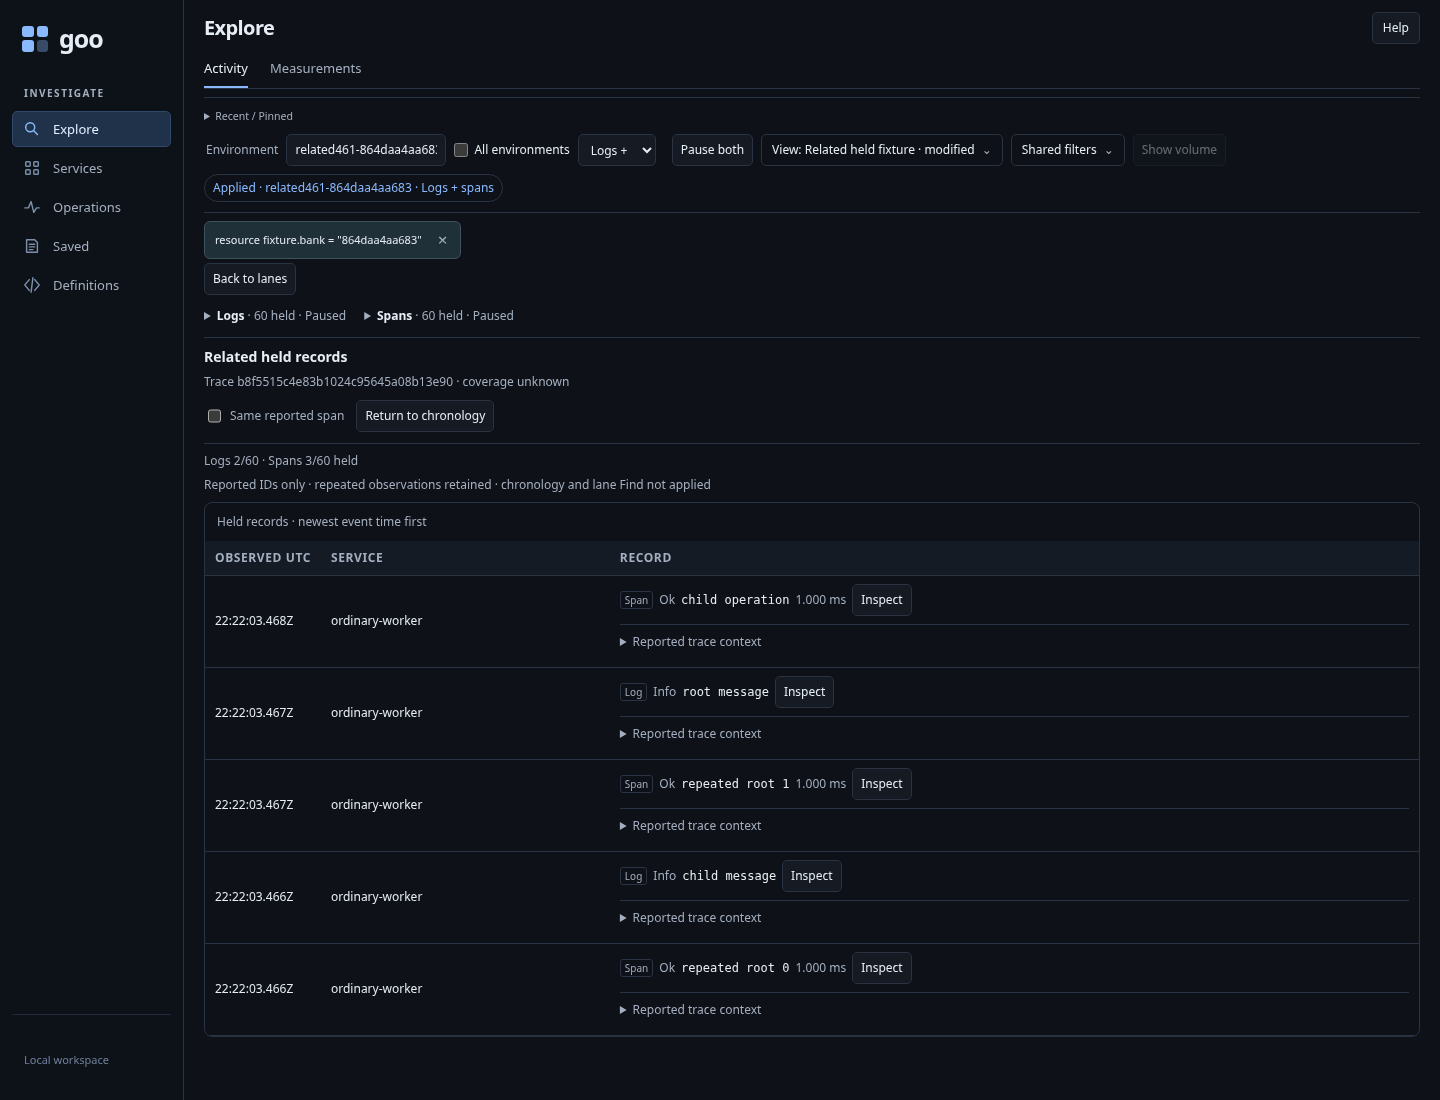 goo
INVESTIGATE
Explore
Services
Operations
Saved
Definitions
Local workspace
Explore
Help
Activity Measurements
Recent / Pinned
Environment related461-864daa4aa683 All environments Logs + Pause both View: Related held fixture · modified Shared filters Show volume
Applied · related461-864daa4aa683 · Logs + spans
resource fixture.bank = "864daa4aa683" ✕
Back to lanes
Logs · 60 held · Paused Spans · 60 held · Paused
Related held records
Trace b8f5515c4e83b1024c95645a08b13e90 · coverage unknown
Same reported span Return to chronology
Logs 2/60 · Spans 3/60 held
Reported IDs only · repeated observations retained · chronology and lane Find not applied
Held records · newest event time first
OBSERVED UTC SERVICE RECORD
22:22:03.468Z ordinary-worker Span Ok child operation 1.000 ms Inspect
Reported trace context
22:22:03.467Z ordinary-worker Log Info root message Inspect
Reported trace context
22:22:03.467Z ordinary-worker Span Ok repeated root 1 1.000 ms Inspect
Reported trace context
22:22:03.466Z ordinary-worker Log Info child message Inspect
Reported trace context
22:22:03.466Z ordinary-worker Span Ok repeated root 0 1.000 ms Inspect
Reported trace context